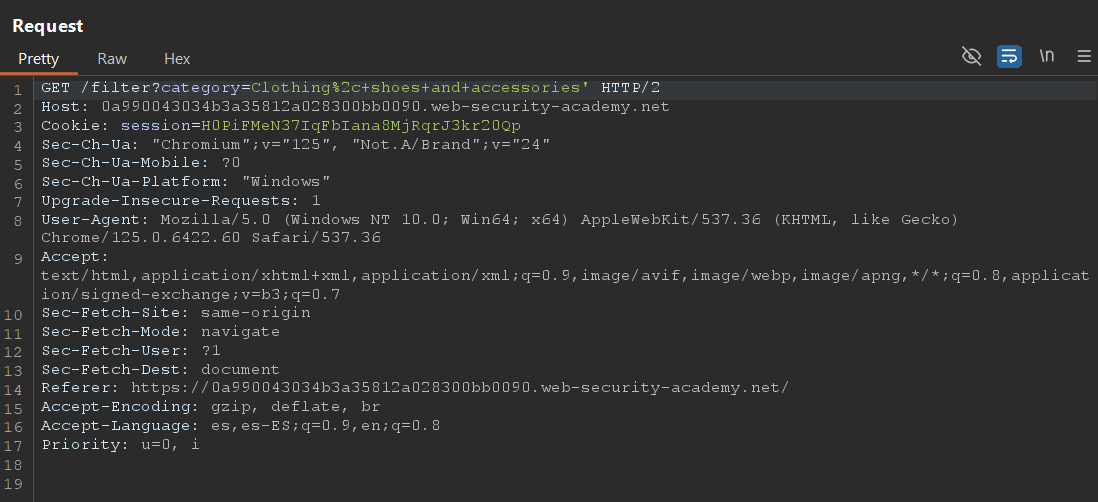 Request
Pretty Raw Hex
\n
1 GET /filter?category=Clothing%2c+shoes+and+accessories' HTTP/2
2 Host: 0a990043034b3a35812a028300bb0090.web-security-academy.net
3 Cookie: session=H0PiFMeN37IqFbIana8MjRqrJ3kr20Qp
4 Sec-Ch-Ua: "Chromium";v="125", "Not.A/Brand";v="24"
5 Sec-Ch-Ua-Mobile: ?0
6 Sec-Ch-Ua-Platform: "Windows"
7 Upgrade-Insecure-Requests: 1
8 User-Agent: Mozilla/5.0 (Windows NT 10.0; Win64; x64) AppleWebKit/537.36 (KHTML, like Gecko)
Chrome/125.0.6422.60 Safari/537.36
9 Accept:
text/html,application/xhtml+xml,application/xml;q=0.9,image/avif,image/webp,image/apng,*/*;q=0.8,applicat
ion/signed-exchange;v=b3;q=0.7
10 Sec-Fetch-Site: same-origin
11 Sec-Fetch-Mode: navigate
12 Sec-Fetch-User: ?1
13 Sec-Fetch-Dest: document
14 Referer: https://0a990043034b3a35812a028300bb0090.web-security-academy.net/
15 Accept-Encoding: gzip, deflate, br
16 Accept-Language: es,es-ES;q=0.9,en;q=0.8
17 Priority: u=0, i
18
19